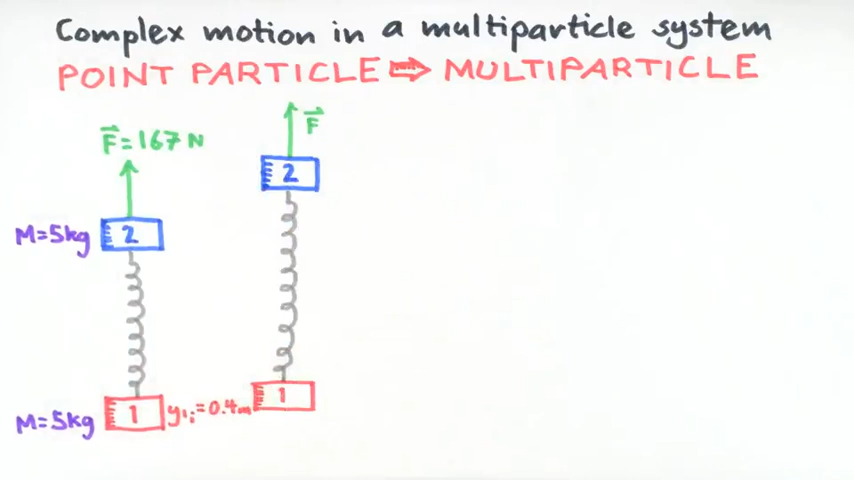 Complex motion in a multiparticle system
POINT PARTICLE ⇨ MULTIPARTICLE
F⃗=167 N
F⃗
2
2
M=5kg
1
1
y₁ᵢ=0.4m
M=5kg